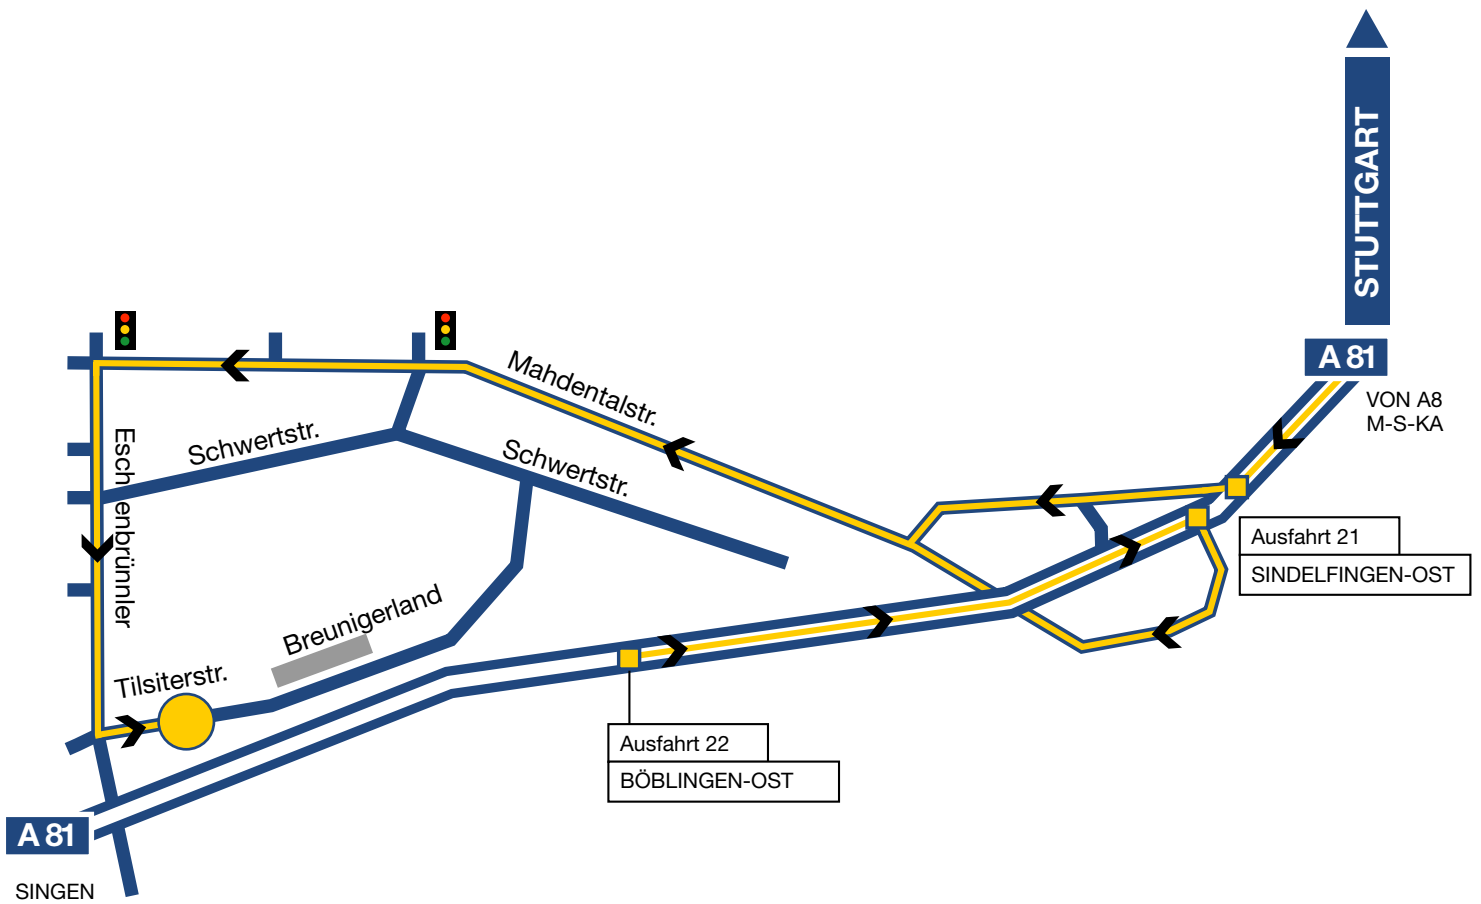 STUTTGART
A 81
VON A8
M-S-KA
Mahdentalstr.
Schwertstr.
Schwertstr.
Eschenbrünnler
Ausfahrt 21
SINDELFINGEN-OST
Breunigerland
Tilsiterstr.
Ausfahrt 22
BÖBLINGEN-OST
A 81
SINGEN